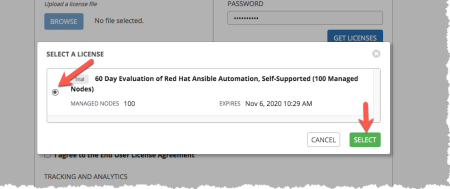 Upload a license file
PASSWORD
BROWSE
No file selected.
••••••••••
GET LICENSES
SELECT A LICENSE
Trial
60 Day Evaluation of Red Hat Ansible Automation, Self-Supported (100 Managed
Nodes)
MANAGED NODES 100
EXPIRES Nov 6, 2020 10:29 AM
CANCEL
SELECT
I agree to the End User License Agreement
TRACKING AND ANALYTICS